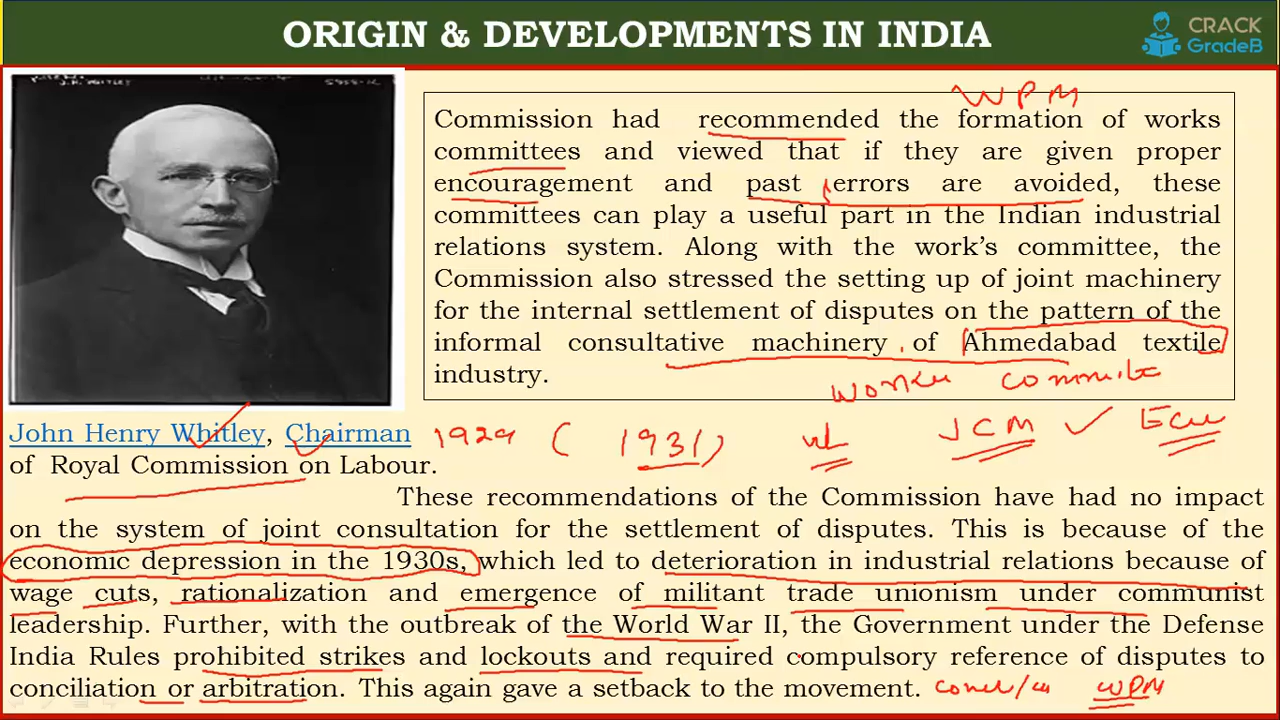 ORIGIN & DEVELOPMENTS IN INDIA
CRACK
GradeB
WPM
Commission had recommended the formation of works
committees and viewed that if they are given proper
encouragement and past errors are avoided, these
committees can play a useful part in the Indian industrial
relations system. Along with the work's committee, the
Commission also stressed the setting up of joint machinery
for the internal settlement of disputes on the pattern of the
informal consultative machinery of Ahmedabad textile
industry.
John Henry Whitley, Chairman
of Royal Commission on Labour.
1929 (1931) JCM
These recommendations of the Commission have had no impact
on the system of joint consultation for the settlement of disputes. This is because of the
economic depression in the 1930s, which led to deterioration in industrial relations because of
wage cuts, rationalization and emergence of militant trade unionism under communist
leadership. Further, with the outbreak of the World War II, the Government under the Defense
India Rules prohibited strikes and lockouts and required compulsory reference of disputes to
conciliation or arbitration. This again gave a setback to the movement.
WPM